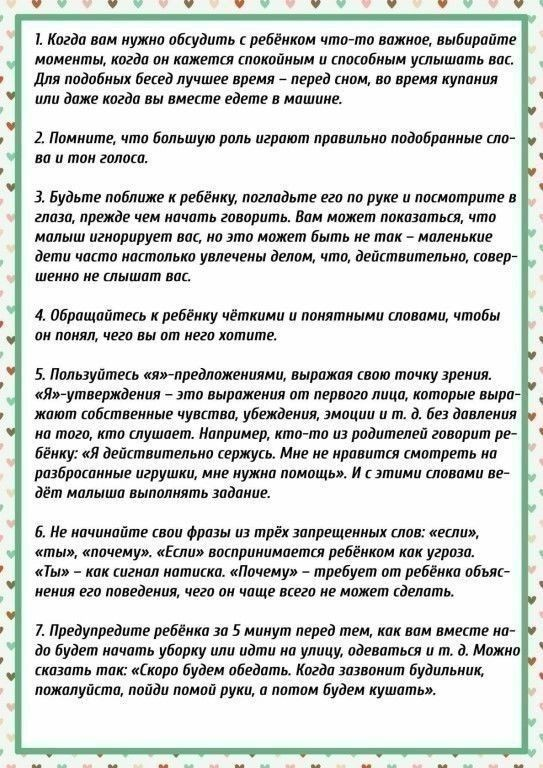 1. Когда вам нужно обсудить с ребёнком что-то важное, выбирайте
моменты, когда он кажется спокойным и способным услышать вас.
Для подобных бесед лучшее время – перед сном, во время купания
или даже когда вы вместе едете в машине.
2. Помните, что большую роль играют правильно подобранные сло-
ва и тон голоса.
3. Будьте поближе к ребёнку, погладьте его по руке и посмотрите в
глаза, прежде чем начать говорить. Вам может показаться, что
малыш игнорирует вас, но это может быть не так – маленькие
дети часто настолько увлечены делом, что, действительно, совер-
шенно не слышат вас.
4. Обращайтесь к ребёнку чёткими и понятными словами, чтобы
он понял, чего вы от него хотите.
5. Пользуйтесь «я»-предложениями, выражая свою точку зрения.
«Я»-утверждения – это выражения от первого лица, которые выра-
жают собственные чувства, убеждения, эмоции и т. д. без давления
на того, кто слушает. Например, кто-то из родителей говорит ре-
бёнку: «Я действительно сержусь. Мне не нравится смотреть на
разбросанные игрушки, мне нужна помощь». И с этими словами ве-
дёт малыша выполнять задание.
6. Не начинайте свои фразы из трёх запрещенных слов: «если»,
«ты», «почему». «Если» воспринимается ребёнком как угроза.
«Ты» – как сигнал натиска. «Почему» – требует от ребёнка объяс-
нения его поведения, чего он чаще всего не может сделать.
7. Предупредите ребёнка за 5 минут перед тем, как вам вместе на-
до будет начать уборку или идти на улицу, одеваться и т. д. Можно
сказать так: «Скоро будем обедать. Когда зазвонит будильник,
пожалуйста, пойди помой руки, а потом будем кушать».